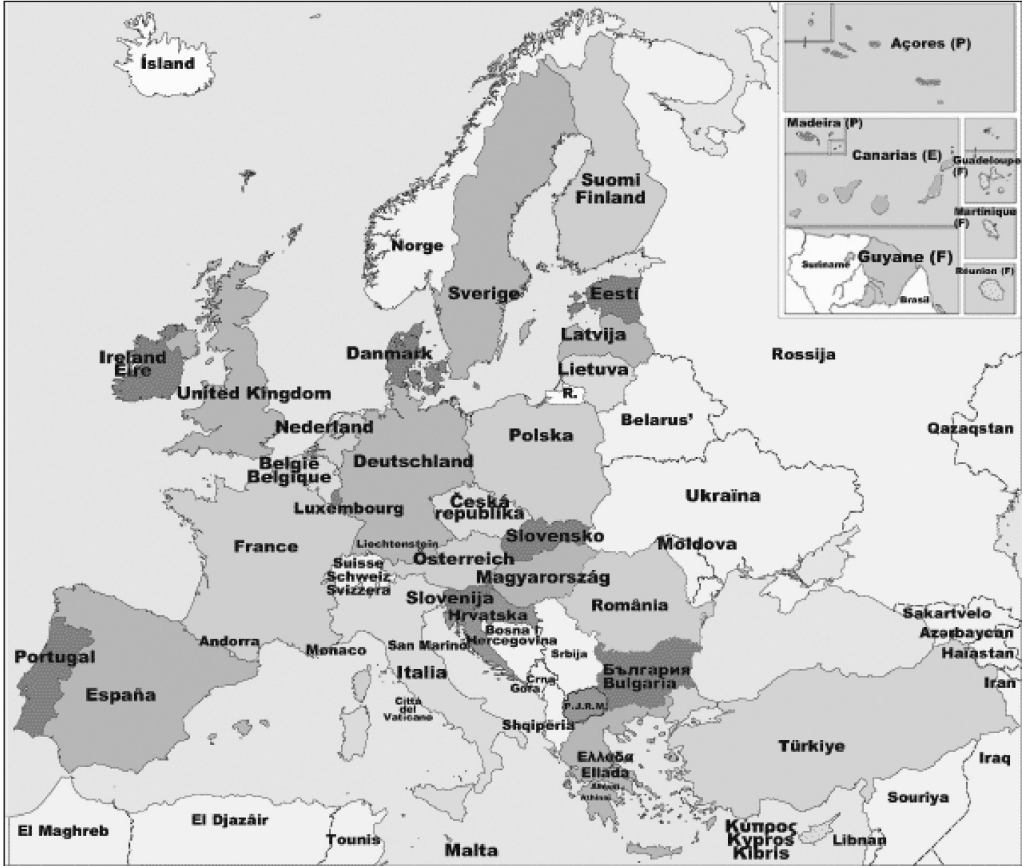 Ísland
Açores (P)
Madeira (P)
Canarias (E)
Guadeloupe
(F)
Martinique
(F)
Guyane (F)
Suriname
Réunion (F)
Brasil
Suomi
Finland
Norge
Sverige
Eesti
Latvija
Lietuva
R.
Danmark
Ireland
Éire
United Kingdom
Rossija
Belarus’
Qazaqstan
Nederland
Polska
België
Belgique
Deutschland
Luxembourg
Česká
republika
Ukraïna
Slovensko
Liechtenstein
France
Österreich
Moldova
Suisse
Schweiz
Svizzera
Magyarország
Slovenija
România
Hrvatska
Sakartvelo
Azərbaycan
Haïastan
Andorra
Monaco
San Marino
Bosna i
Hercegovina
Srbija
Portugal
España
Italia
Crna
Gora
България
Bulgaria
Iran
Città
del
Vaticano
P.J.R.M.
Shqipëria
Türkiye
Iraq
Ελλάδα
Ellada
Athinai
Souriya
El Maghreb
El Djazâir
Tounis
Malta
Κύπρος
Kypros
Kibris
Libnan